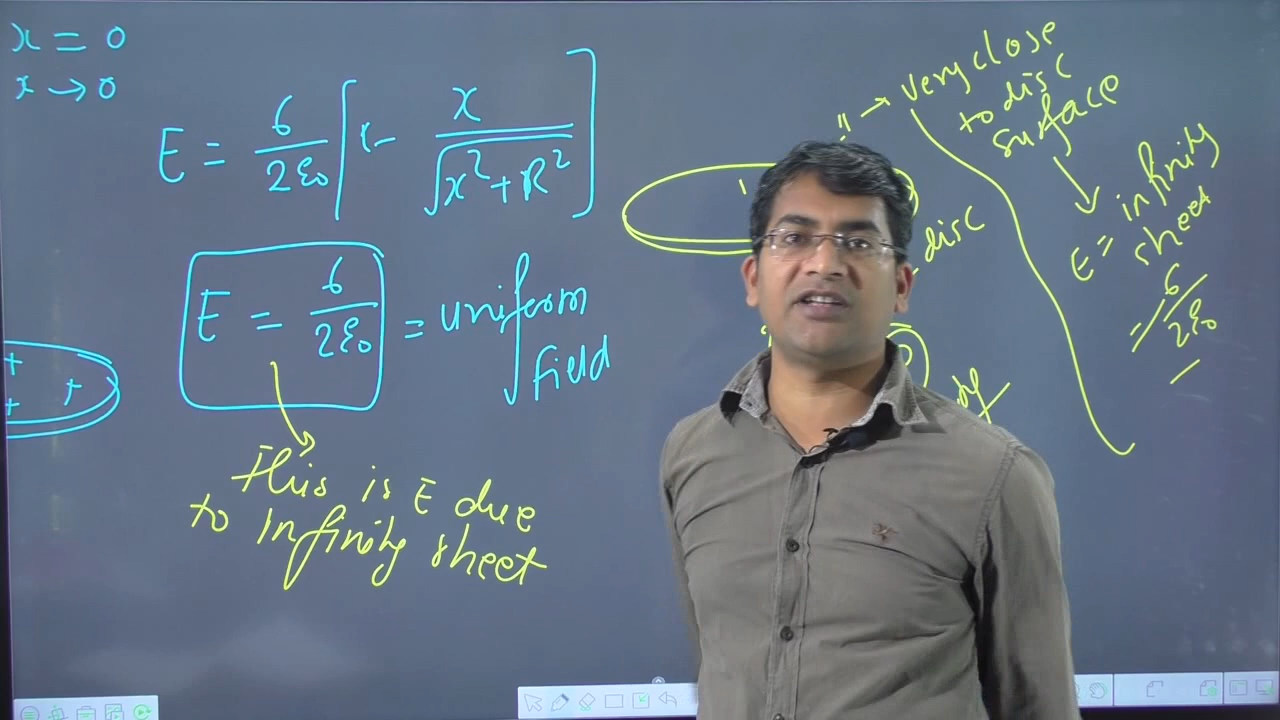 x = 0
x → 0
E = σ/2ε₀ [1 - x/√x²+R²]
E = σ/2ε₀ = uniform
field
This is E due
to infinity sheet
+ + +
" → very close
to disc
surface
E = infinity
sheet
= σ/2ε₀
disc